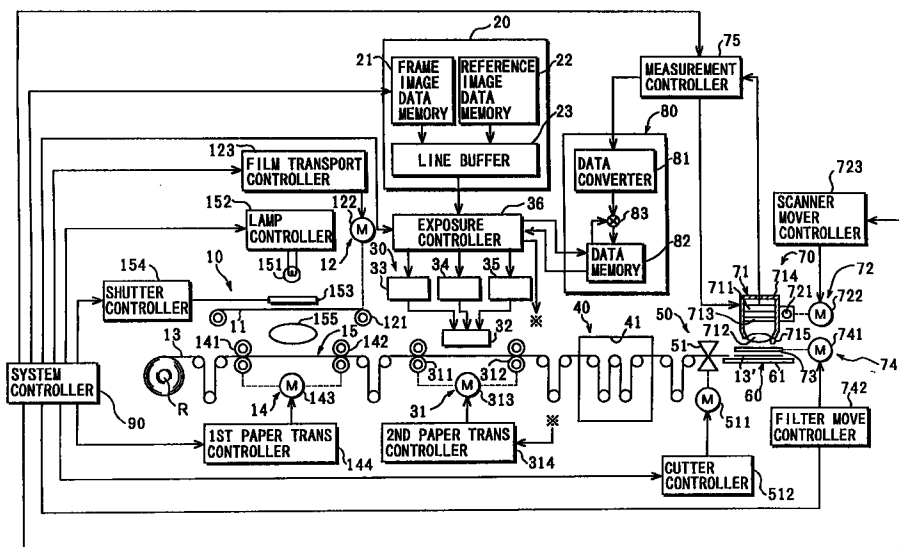 20
75
21
FRAME IMAGE DATA MEMORY
REFERENCE IMAGE DATA MEMORY
22
MEASUREMENT CONTROLLER
23
80
123
LINE BUFFER
DATA CONVERTER
81
723
FILM TRANSPORT CONTROLLER
SCANNER MOVER CONTROLLER
152
122
M
36
83
LAMP CONTROLLER
EXPOSURE CONTROLLER
DATA MEMORY
82
12
30
70
151
33
34
35
71
714
72
154
10
711
721
M
722
SHUTTER CONTROLLER
153
※
713
11
121
32
40
41
50
712
715
741
155
15
13
141
142
51
M
74
SYSTEM CONTROLLER
311
312
13'
61
73
60
742
R
M
14
143
M
31
313
※
M
511
FILTER MOVE CONTROLLER
90
1ST PAPER TRANS CONTROLLER
144
2ND PAPER TRANS CONTROLLER
314
CUTTER CONTROLLER
512